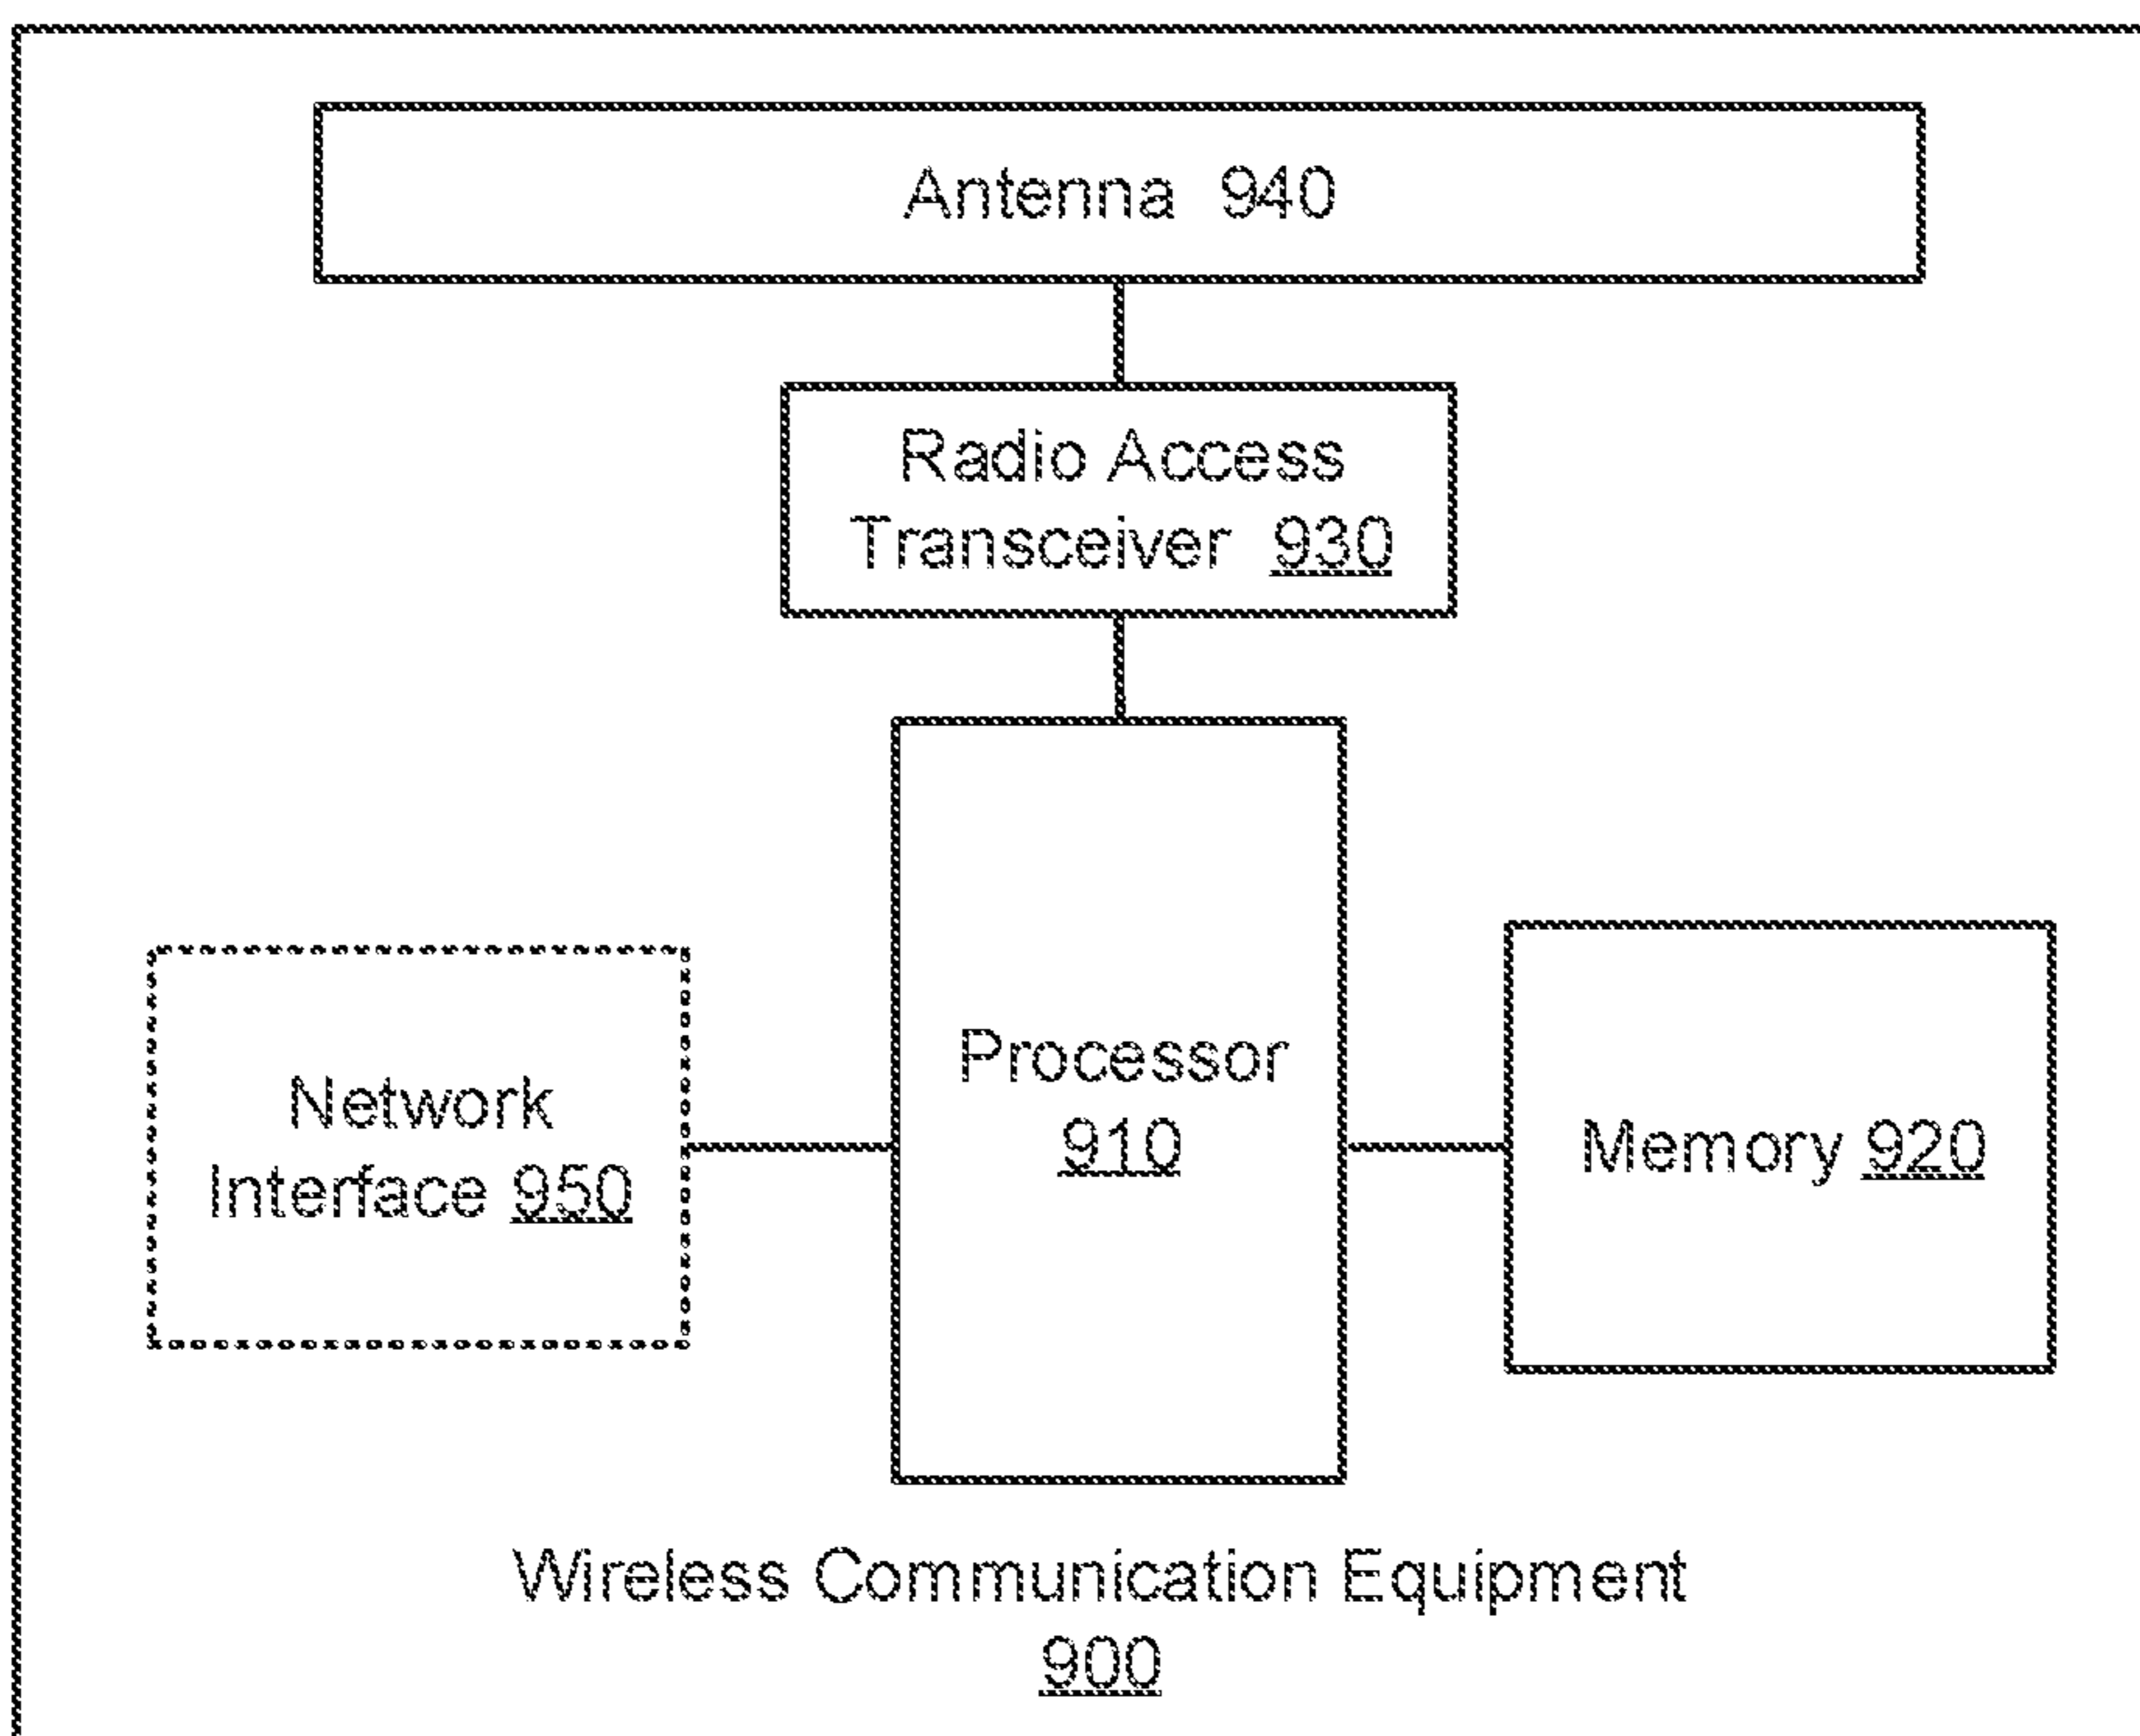 Antenna 940
Radio Access
Transceiver 930
Processor
910
Network
Interface 950
Memory 920
Wireless Communication Equipment
900